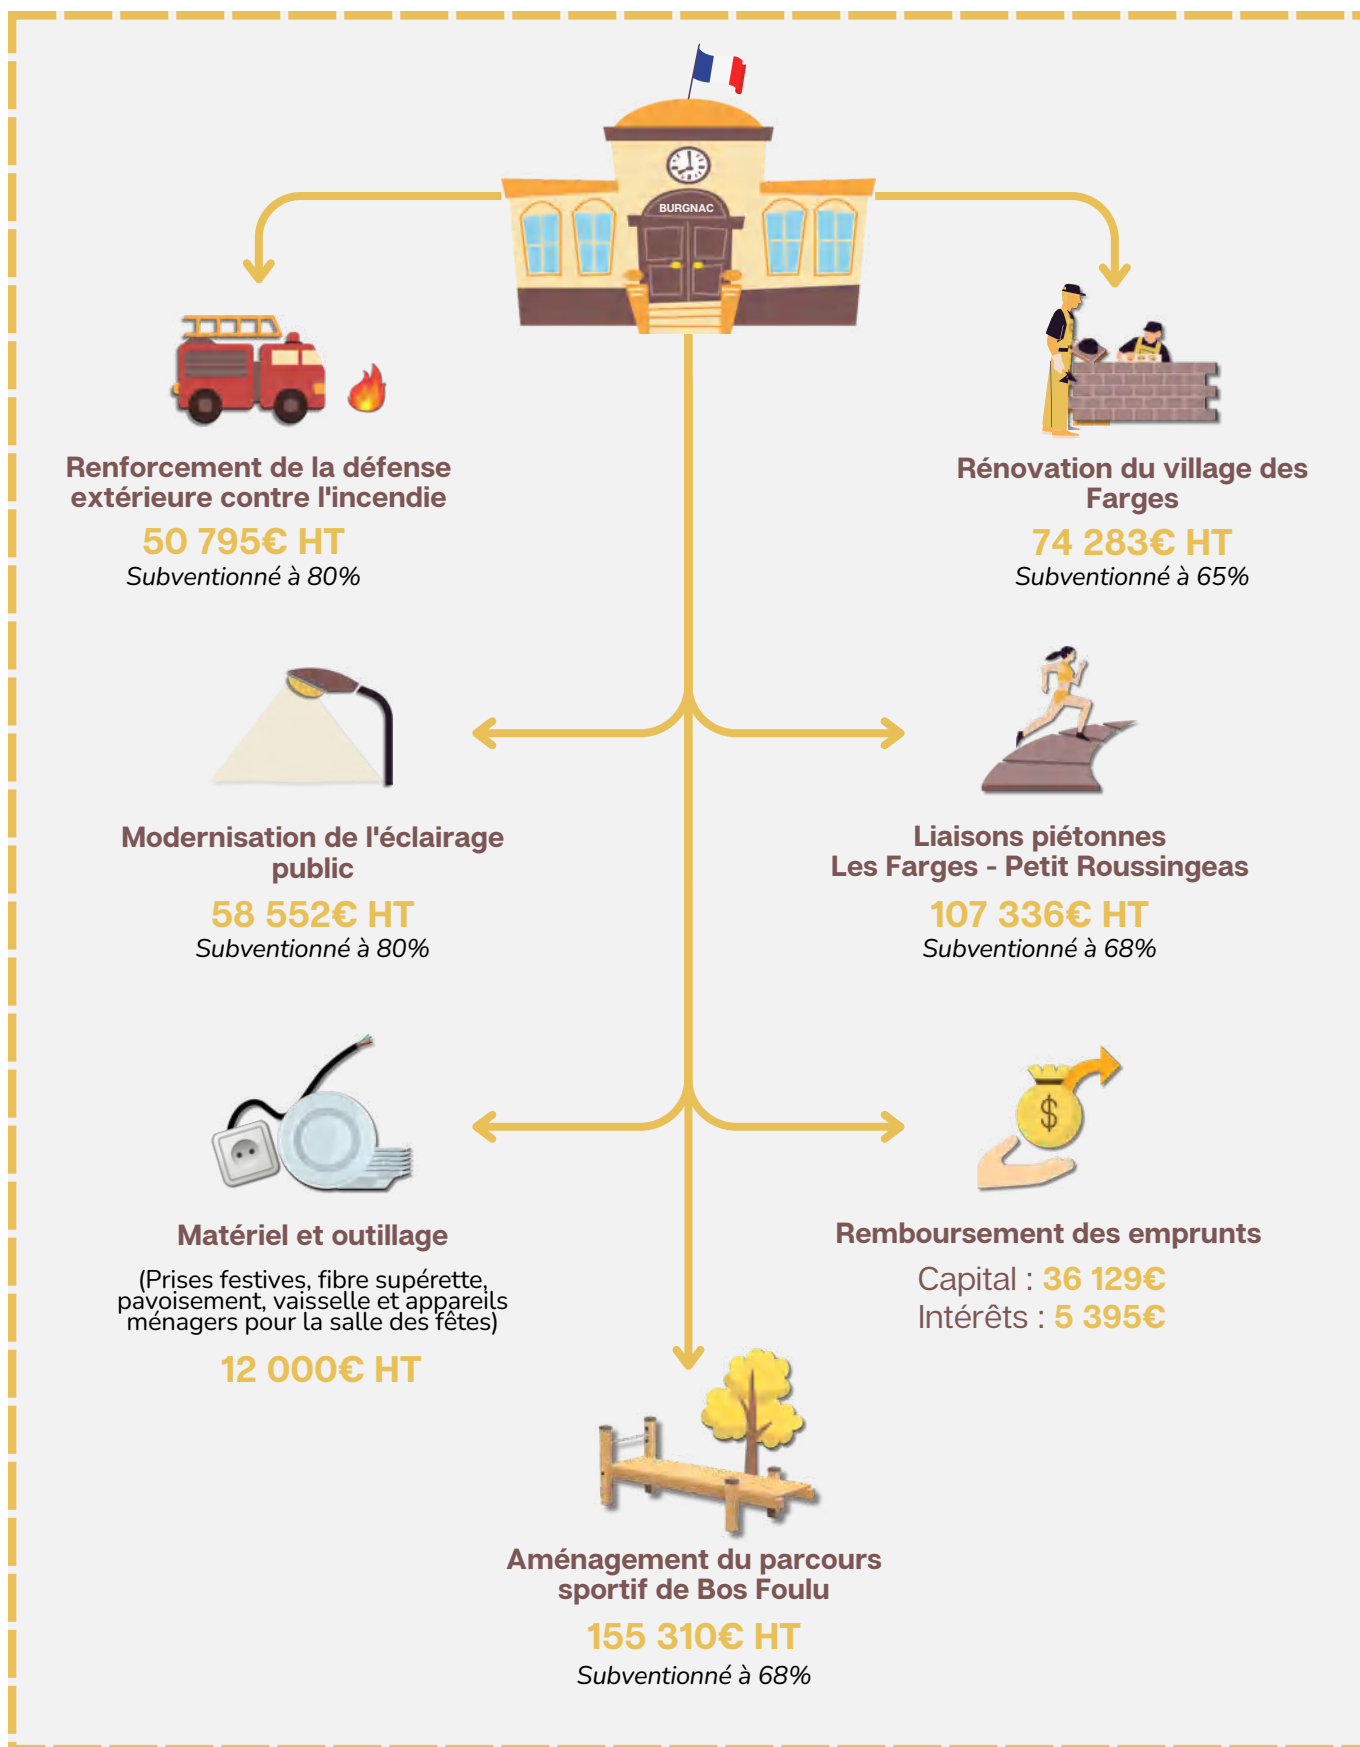 BURGNAC
Renforcement de la défense
extérieure contre l'incendie
50 795€ HT
Subventionné à 80%
Rénovation du village des
Farges
74 283€ HT
Subventionné à 65%
Modernisation de l'éclairage
public
58 552€ HT
Subventionné à 80%
Liaisons piétonnes
Les Farges - Petit Roussingeas
107 336€ HT
Subventionné à 68%
Matériel et outillage
(Prises festives, fibre supérette,
pavoisement, vaisselle et appareils
ménagers pour la salle des fêtes)
12 000€ HT
$
Remboursement des emprunts
Capital : 36 129€
Intérêts : 5 395€
Aménagement du parcours
sportif de Bos Foulu
155 310€ HT
Subventionné à 68%